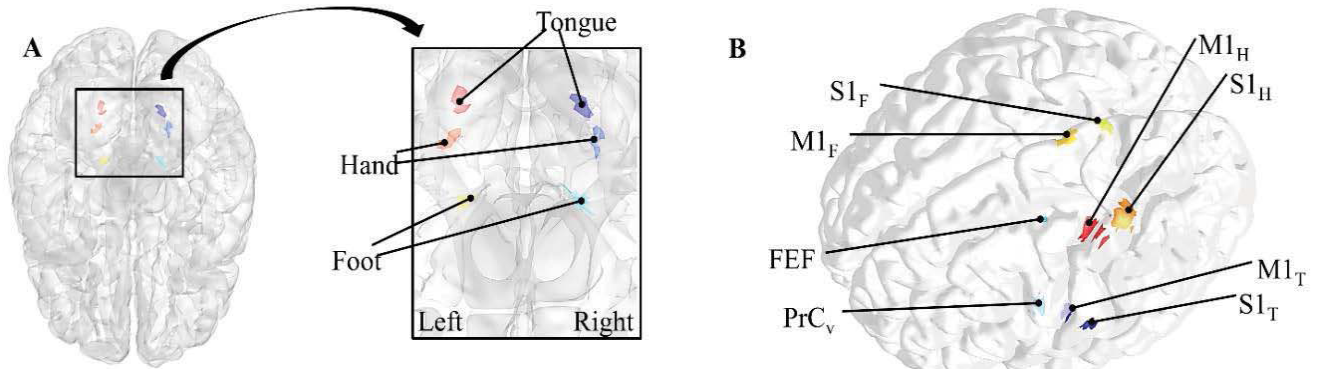 A
Tongue
Hand
Foot
Left
Right
B
M1H
S1H
S1F
M1F
FEF
PrCv
M1T
S1T